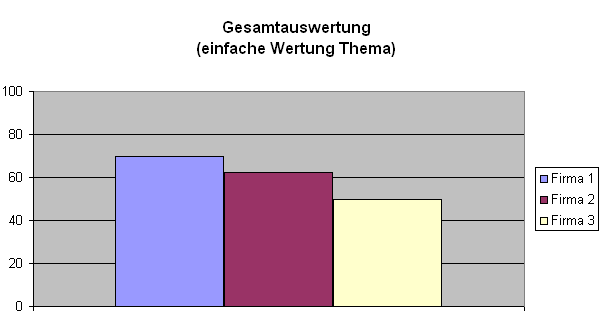 Gesamtauswertung
(einfache Wertung Thema)
100
80
60
40
20
0
Firma 1
Firma 2
Firma 3